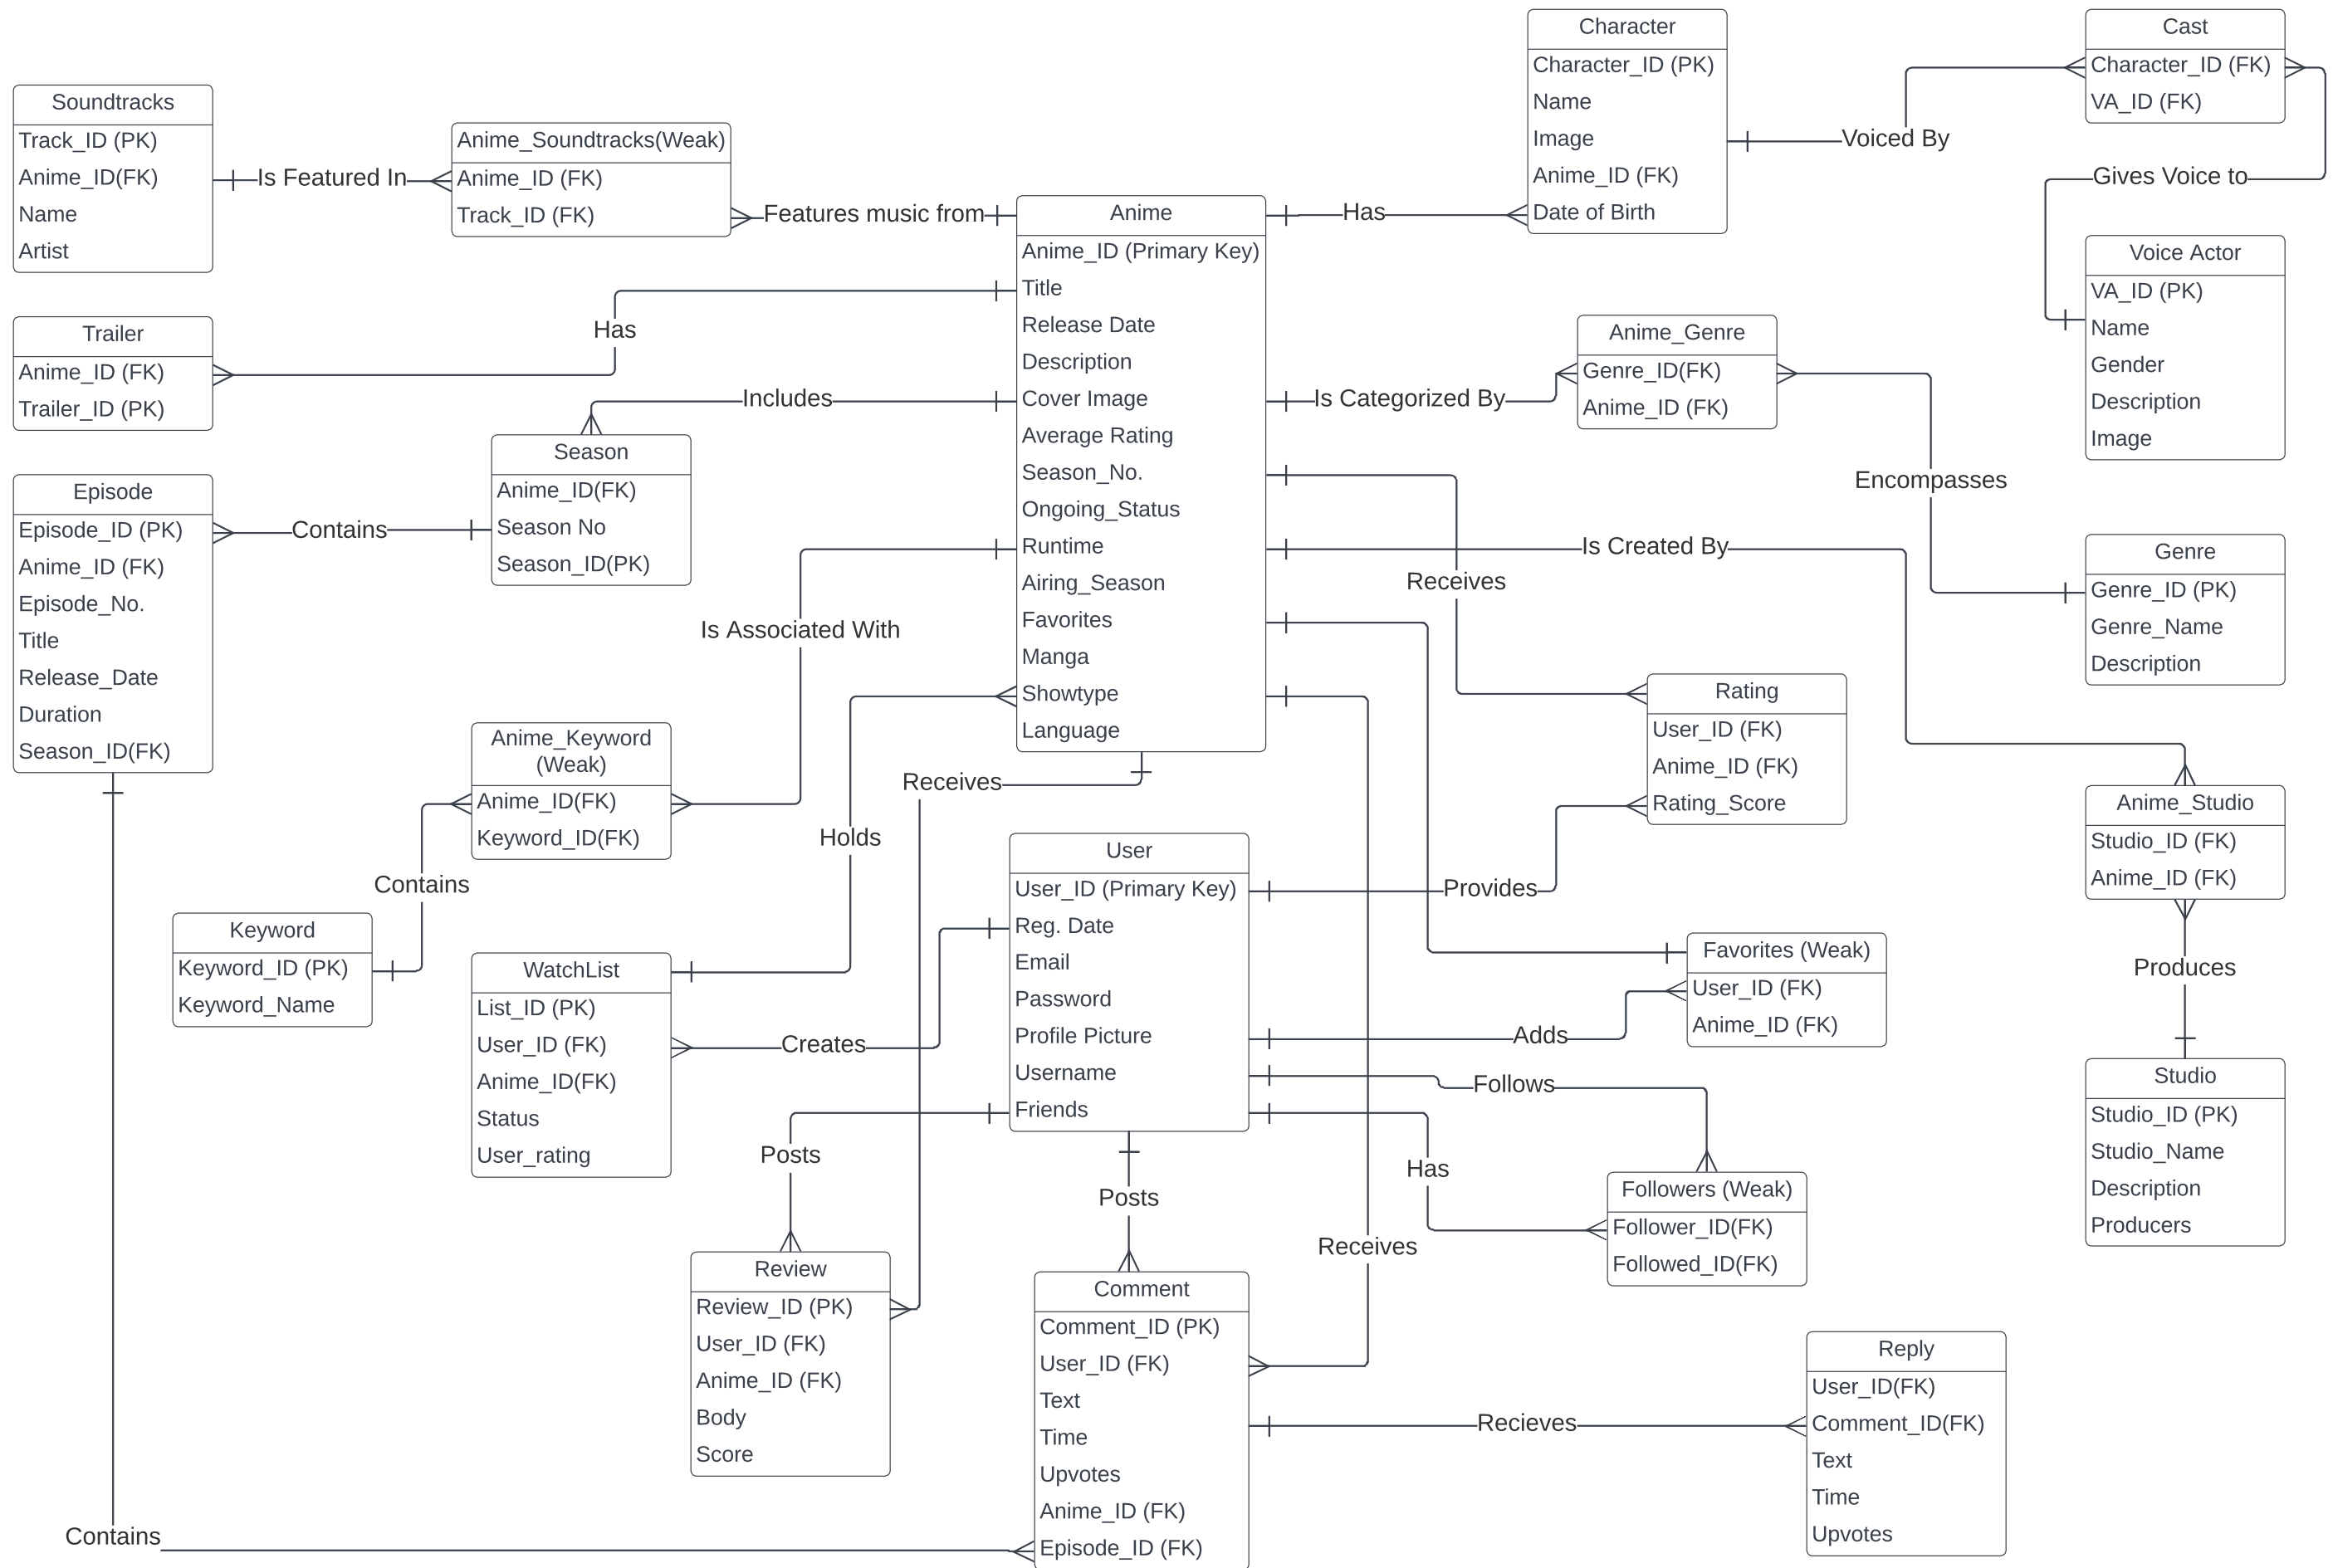 Character
Character_ID (PK)
Name
Image
Anime_ID (FK)
Date of Birth
Cast
Character_ID (FK)
VA_ID (FK)
Voiced By
Gives Voice to
Soundtracks
Track_ID (PK)
Anime_ID(FK)
Name
Artist
Is Featured In
Anime_Soundtracks(Weak)
Anime_ID (FK)
Track_ID (FK)
Features music from
Anime
Anime_ID (Primary Key)
Title
Release Date
Description
Cover Image
Average Rating
Season_No.
Ongoing_Status
Runtime
Airing_Season
Favorites
Manga
Showtype
Language
Has
Voice Actor
VA_ID (PK)
Name
Gender
Description
Image
Trailer
Anime_ID (FK)
Trailer_ID (PK)
Has
Includes
Season
Anime_ID(FK)
Season No
Season_ID(PK)
Is Categorized By
Anime_Genre
Genre_ID(FK)
Anime_ID (FK)
Encompasses
Episode
Episode_ID (PK)
Anime_ID (FK)
Episode_No.
Title
Release_Date
Duration
Season_ID(FK)
Contains
Is Associated With
Receives
Is Created By
Genre
Genre_ID (PK)
Genre_Name
Description
Rating
User_ID (FK)
Anime_ID (FK)
Rating_Score
Anime_Keyword
(Weak)
Anime_ID(FK)
Keyword_ID(FK)
Receives
Holds
Contains
Keyword
Keyword_ID (PK)
Keyword_Name
User
User_ID (Primary Key)
Reg. Date
Email
Password
Profile Picture
Username
Friends
Provides
Anime_Studio
Studio_ID (FK)
Anime_ID (FK)
Produces
WatchList
List_ID (PK)
User_ID (FK)
Anime_ID(FK)
Status
User_rating
Creates
Favorites (Weak)
User_ID (FK)
Anime_ID (FK)
Adds
Follows
Studio
Studio_ID (PK)
Studio_Name
Description
Producers
Posts
Posts
Has
Followers (Weak)
Follower_ID(FK)
Followed_ID(FK)
Receives
Review
Review_ID (PK)
User_ID (FK)
Anime_ID (FK)
Body
Score
Comment
Comment_ID (PK)
User_ID (FK)
Text
Time
Upvotes
Anime_ID (FK)
Episode_ID (FK)
Recieves
Reply
User_ID(FK)
Comment_ID(FK)
Text
Time
Upvotes
Contains